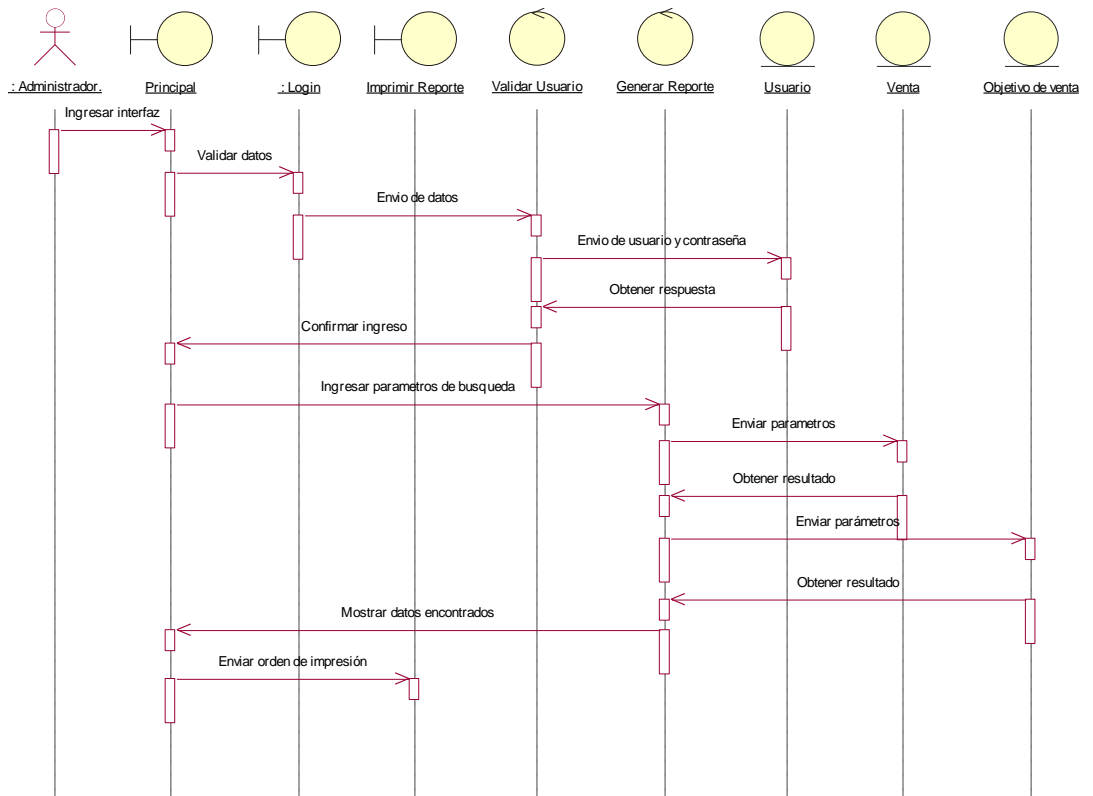 : Administrador.
Principal
: Login
Imprimir Reporte
Validar Usuario
Generar Reporte
Usuario
Venta
Objetivo de venta
Ingresar interfaz
Validar datos
Envio de datos
Envio de usuario y contraseña
Obtener respuesta
Confirmar ingreso
Ingresar parametros de busqueda
Enviar parametros
Obtener resultado
Enviar parámetros
Obtener resultado
Mostrar datos encontrados
Enviar orden de impresión